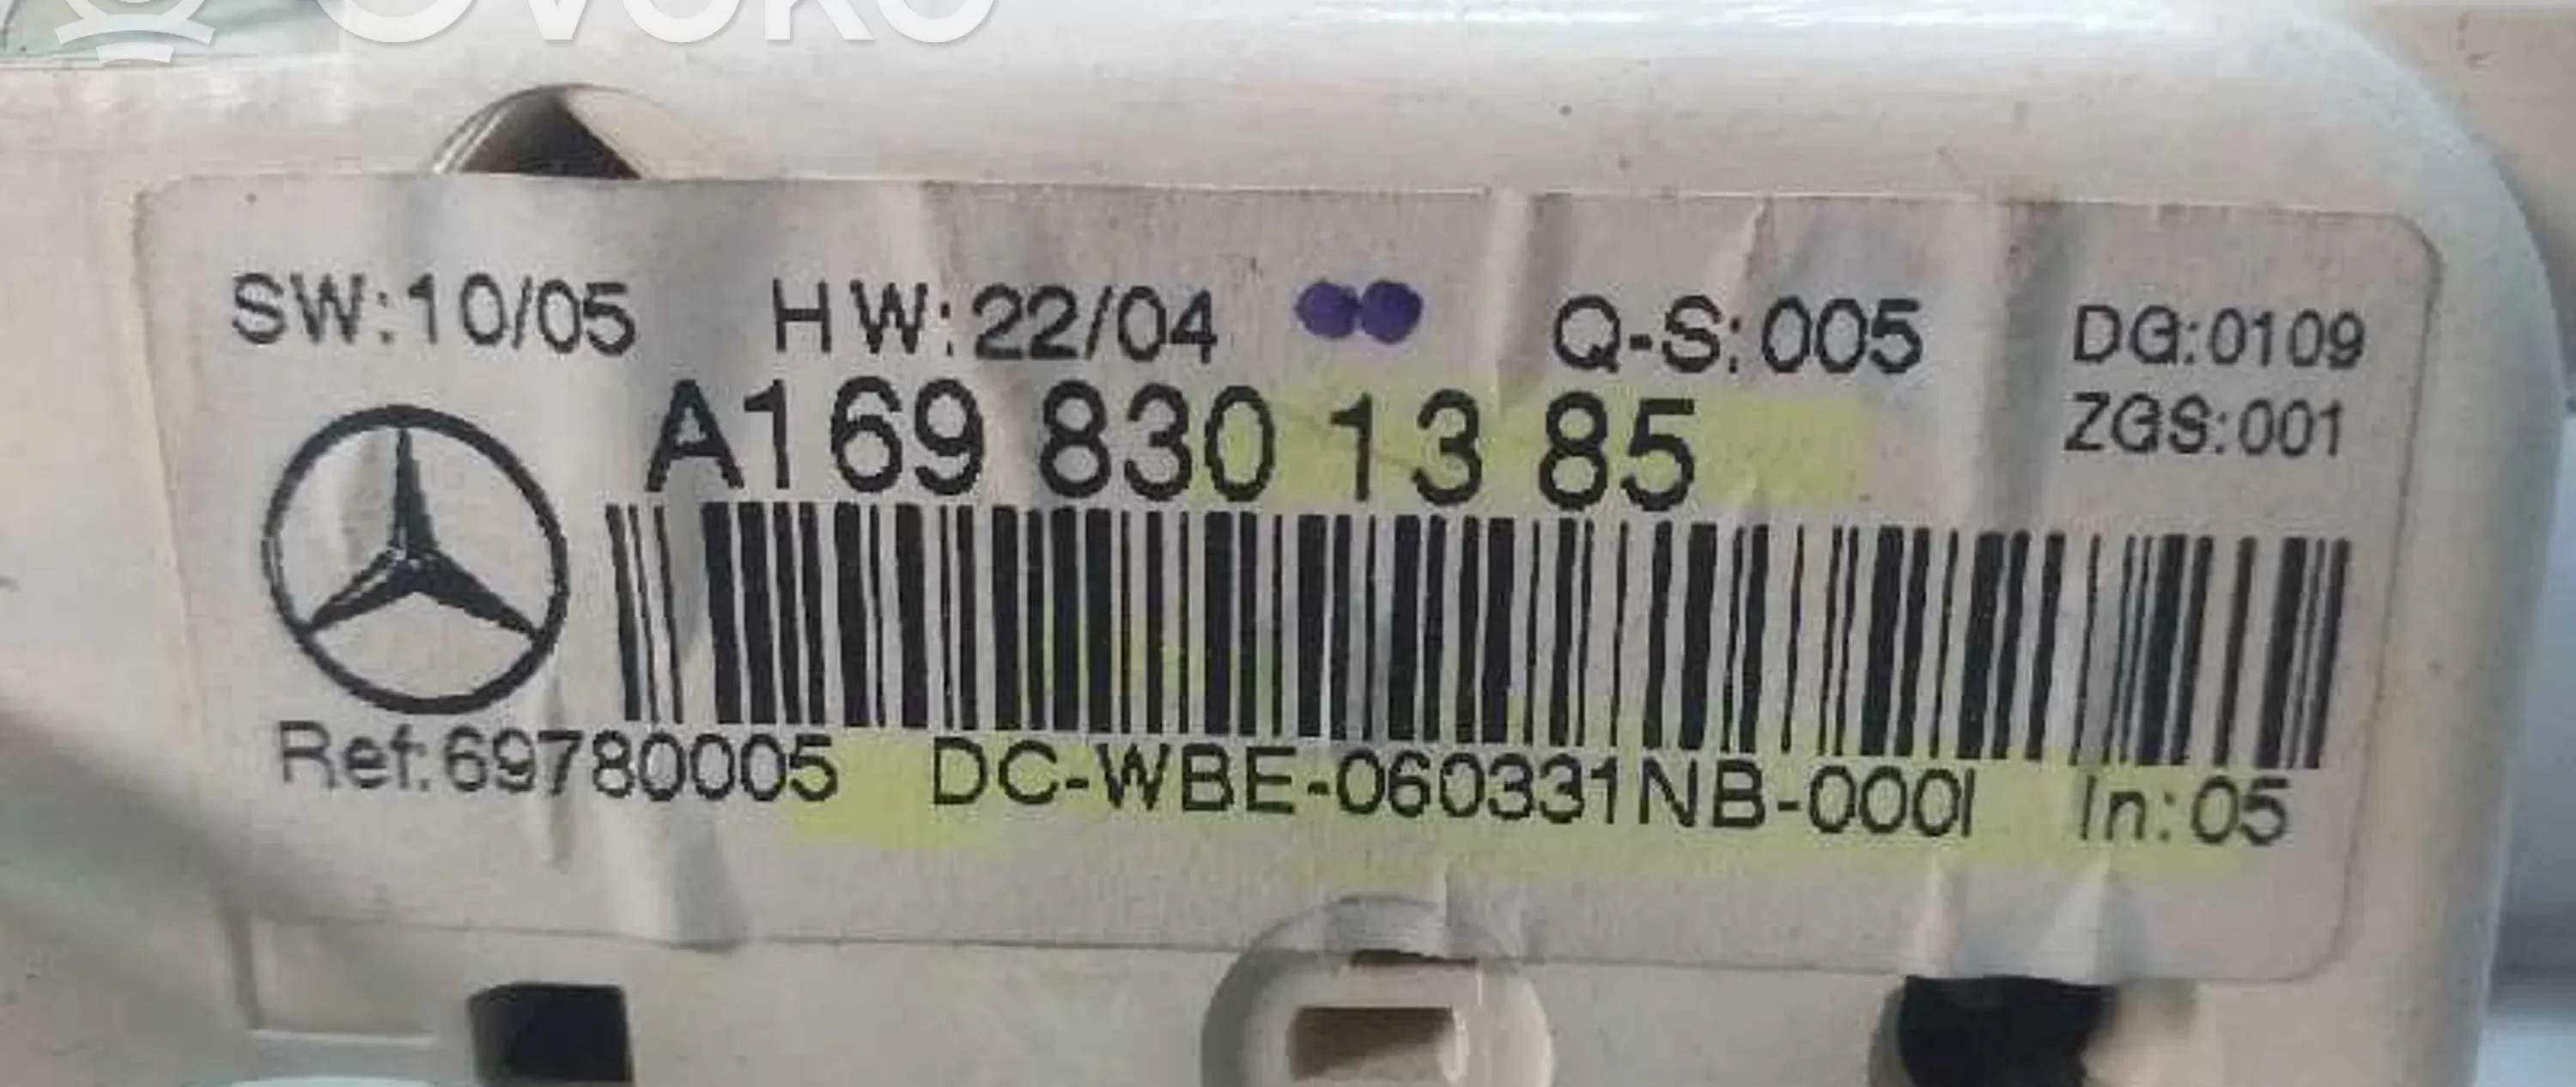 OVOKO
SW:10/05 HW:22/04 Q-S:005 DG:0109
A169 830 13 85 ZGS:001
Ref:69780005 DC-WBE-060331NB-000I In:05